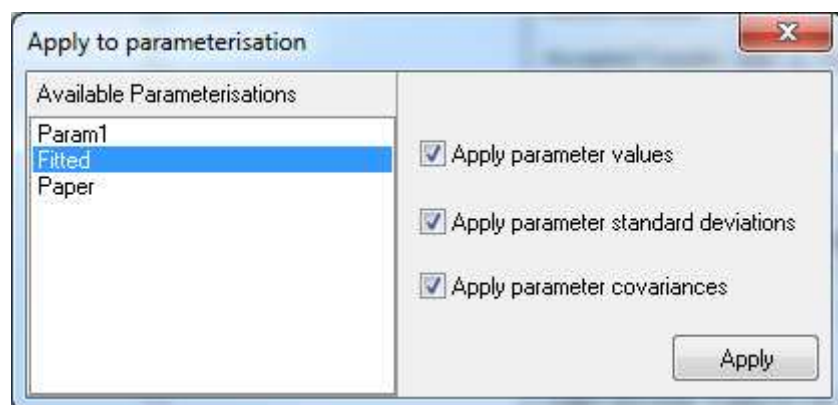 Apply to parameterisation
Available Parameterisations
Param1
Fitted
Paper
Apply parameter values
Apply parameter standard deviations
Apply parameter covariances
Apply